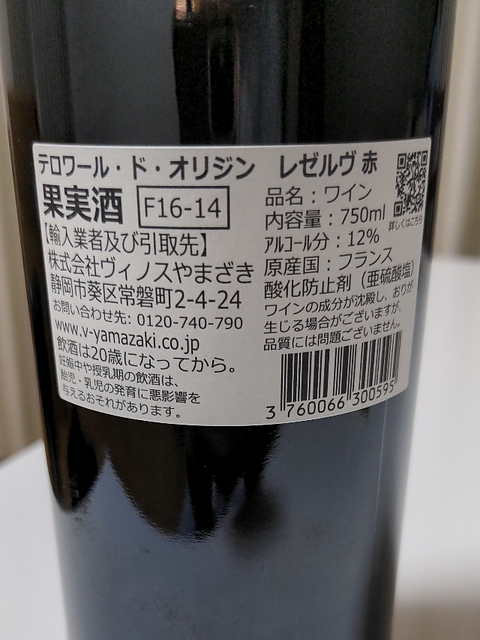 テロワール・ド・オリジン レゼルヴ 赤
果実酒 F16-14
【輸入業者及び引取先】
株式会社ヴィノスやまざき
静岡市葵区常磐町2-4-24
お問い合わせ先: 0120-740-790
www.v-yamazaki.co.jp
飲酒は20歳になってから。
妊娠中や授乳期の飲酒は、
胎児・乳児の発育に悪影響を
与えるおそれがあります。
品名：ワイン
内容量：750ml
アルコール分：12%
原産国：フランス
酸化防止剤（亜硫酸塩）
ワインの成分が沈殿し、おりが
生じる場合がございますが、
品質には問題ございません。
詳しくはこちら
3 760066 300595